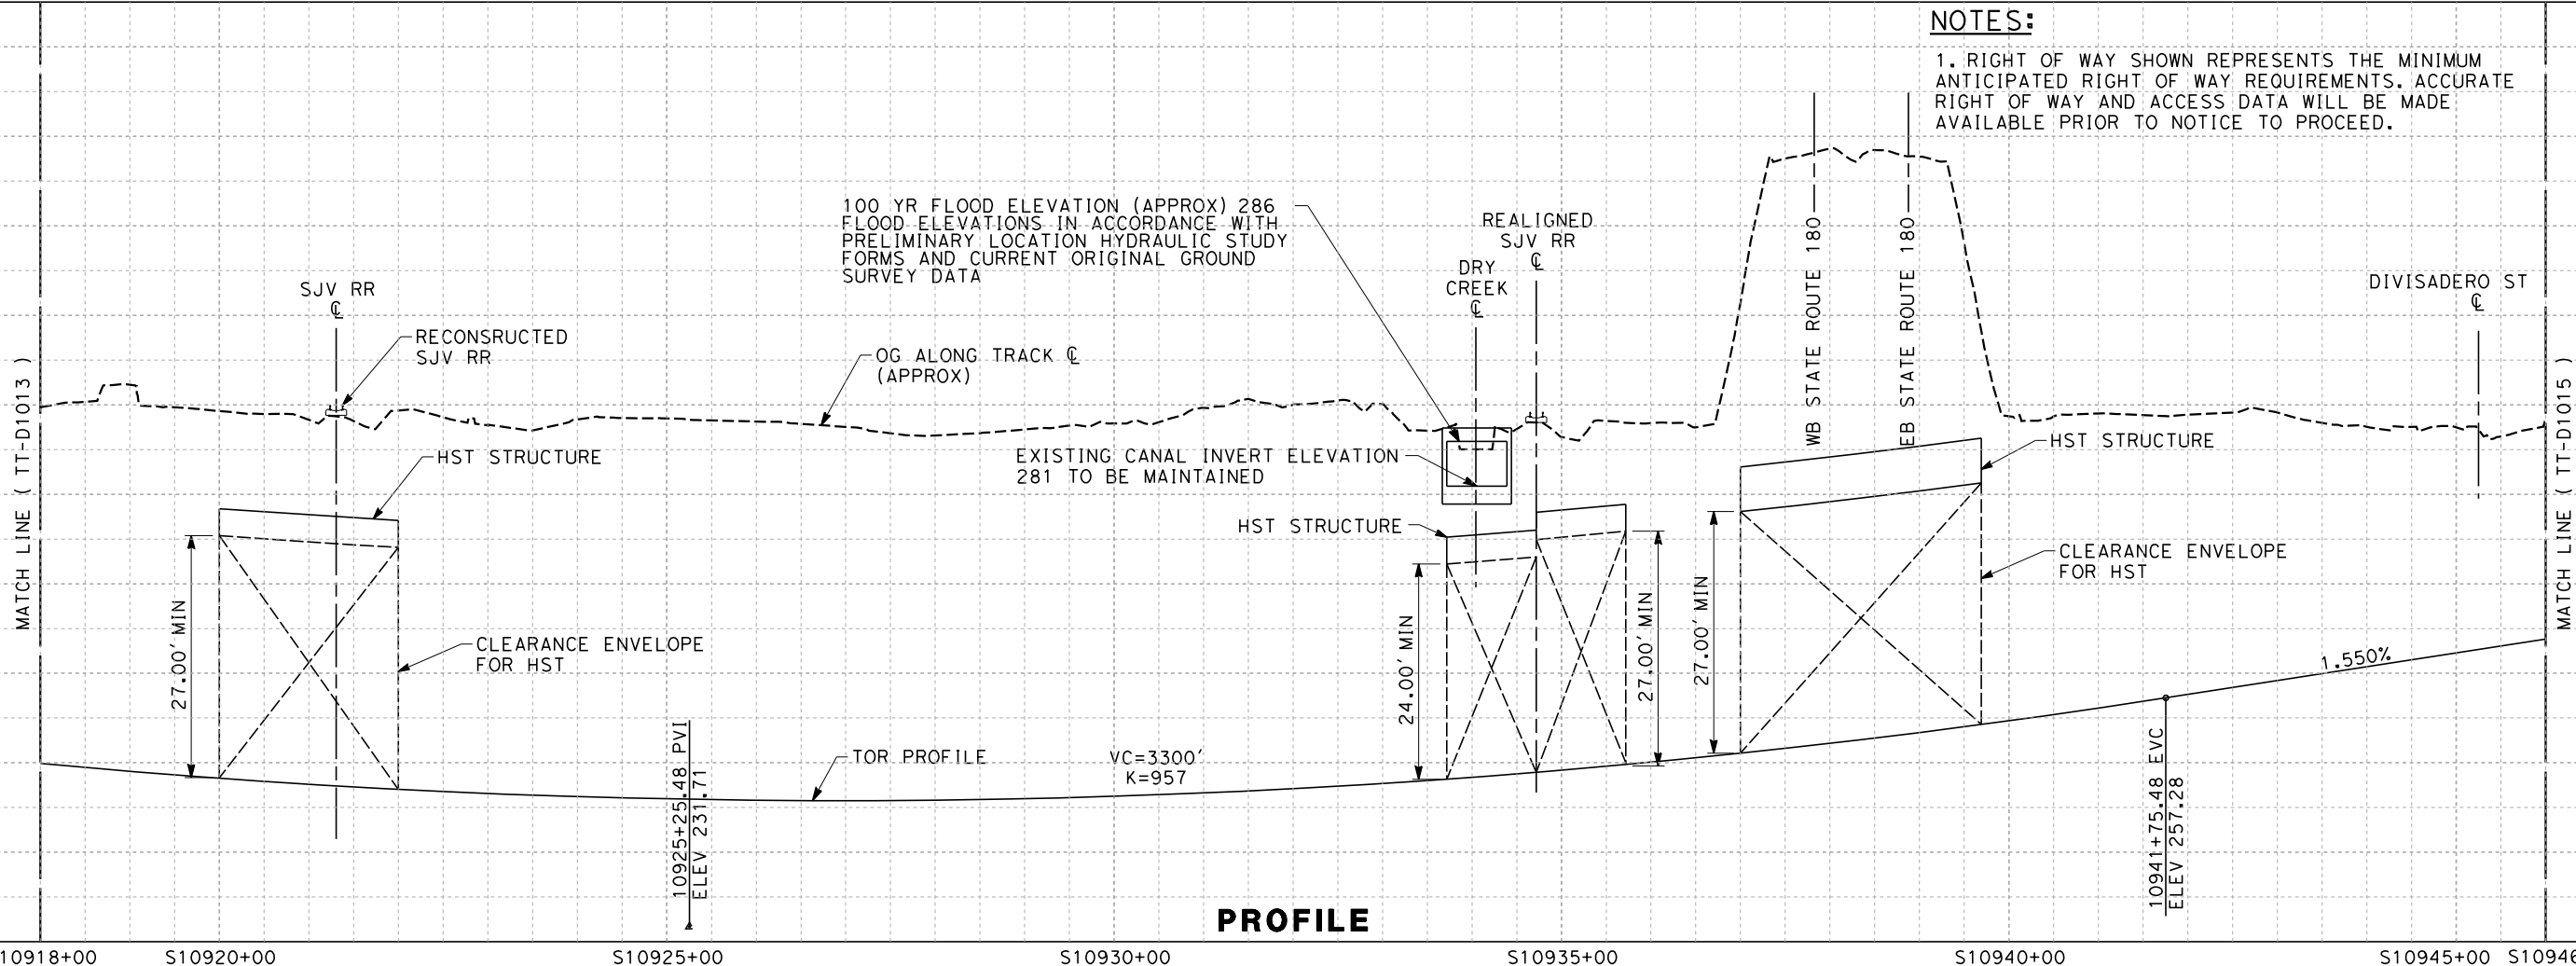 NOTES:
1. RIGHT OF WAY SHOWN REPRESENTS THE MINIMUM
ANTICIPATED RIGHT OF WAY REQUIREMENTS. ACCURATE
RIGHT OF WAY AND ACCESS DATA WILL BE MADE
AVAILABLE PRIOR TO NOTICE TO PROCEED.
100 YR FLOOD ELEVATION (APPROX) 286
FLOOD ELEVATIONS IN ACCORDANCE WITH
PRELIMINARY LOCATION HYDRAULIC STUDY
FORMS AND CURRENT ORIGINAL GROUND
SURVEY DATA
REALIGNED
SJV RR
℄
DRY
CREEK
℄
WB STATE ROUTE 180
EB STATE ROUTE 180
DIVISADERO ST
℄
SJV RR
℄
RECONSRUCTED
SJV RR
OG ALONG TRACK ℄
(APPROX)
MATCH LINE ( TT-D1013 )
MATCH LINE ( TT-D1015 )
HST STRUCTURE
EXISTING CANAL INVERT ELEVATION
281 TO BE MAINTAINED
HST STRUCTURE
HST STRUCTURE
CLEARANCE ENVELOPE
FOR HST
27.00' MIN
CLEARANCE ENVELOPE
FOR HST
24.00' MIN
27.00' MIN
27.00' MIN
1.550%
10925+25.48 PVI
ELEV 231.71
TOR PROFILE
VC=3300'
K=957
10941+75.48 EVC
ELEV 257.28
PROFILE
10918+00
S10920+00
S10925+00
S10930+00
S10935+00
S10940+00
S10945+00
S10946